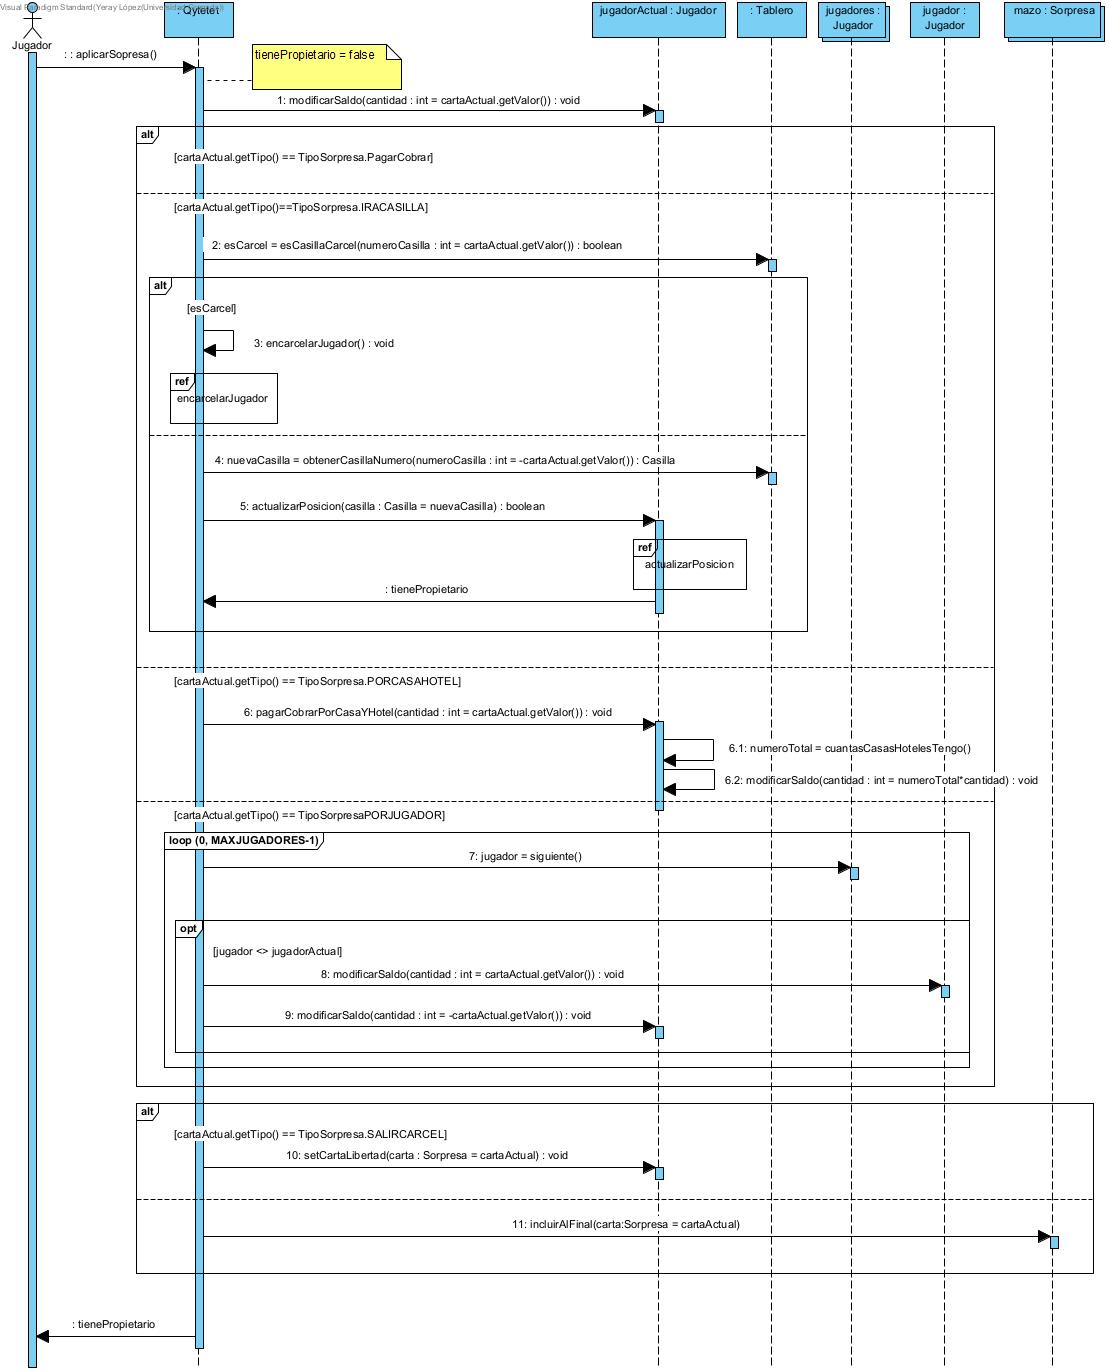 Visual Paradigm Standard(Yeray López(Universidad
: Qytetet
jugadorActual : Jugador
: Tablero
jugadores :
Jugador
jugador :
Jugador
mazo : Sorpresa
Jugador
: : aplicarSopresa()
tienePropietario = false
1: modificarSaldo(cantidad : int = cartaActual.getValor()) : void
alt
[cartaActual.getTipo() == TipoSorpresa.PagarCobrar]
[cartaActual.getTipo()==TipoSorpresa.IRACASILLA]
2: esCarcel = esCasillaCarcel(numeroCasilla : int = cartaActual.getValor()) : boolean
alt
[esCarcel]
3: encarcelarJugador() : void
ref
encarcelarJugador
4: nuevaCasilla = obtenerCasillaNumero(numeroCasilla : int = -cartaActual.getValor()) : Casilla
5: actualizarPosicion(casilla : Casilla = nuevaCasilla) : boolean
ref
actualizarPosicion
: tienePropietario
[cartaActual.getTipo() == TipoSorpresa.PORCASAHOTEL]
6: pagarCobrarPorCasaYHotel(cantidad : int = cartaActual.getValor()) : void
6.1: numeroTotal = cuantasCasasHotelesTengo()
6.2: modificarSaldo(cantidad : int = numeroTotal*cantidad) : void
[cartaActual.getTipo() == TipoSorpresaPORJUGADOR]
loop (0, MAXJUGADORES-1)
7: jugador = siguiente()
opt
[jugador <> jugadorActual]
8: modificarSaldo(cantidad : int = cartaActual.getValor()) : void
9: modificarSaldo(cantidad : int = -cartaActual.getValor()) : void
alt
[cartaActual.getTipo() == TipoSorpresa.SALIRCARCEL]
10: setCartaLibertad(carta : Sorpresa = cartaActual) : void
11: incluirAlFinal(carta:Sorpresa = cartaActual)
: tienePropietario